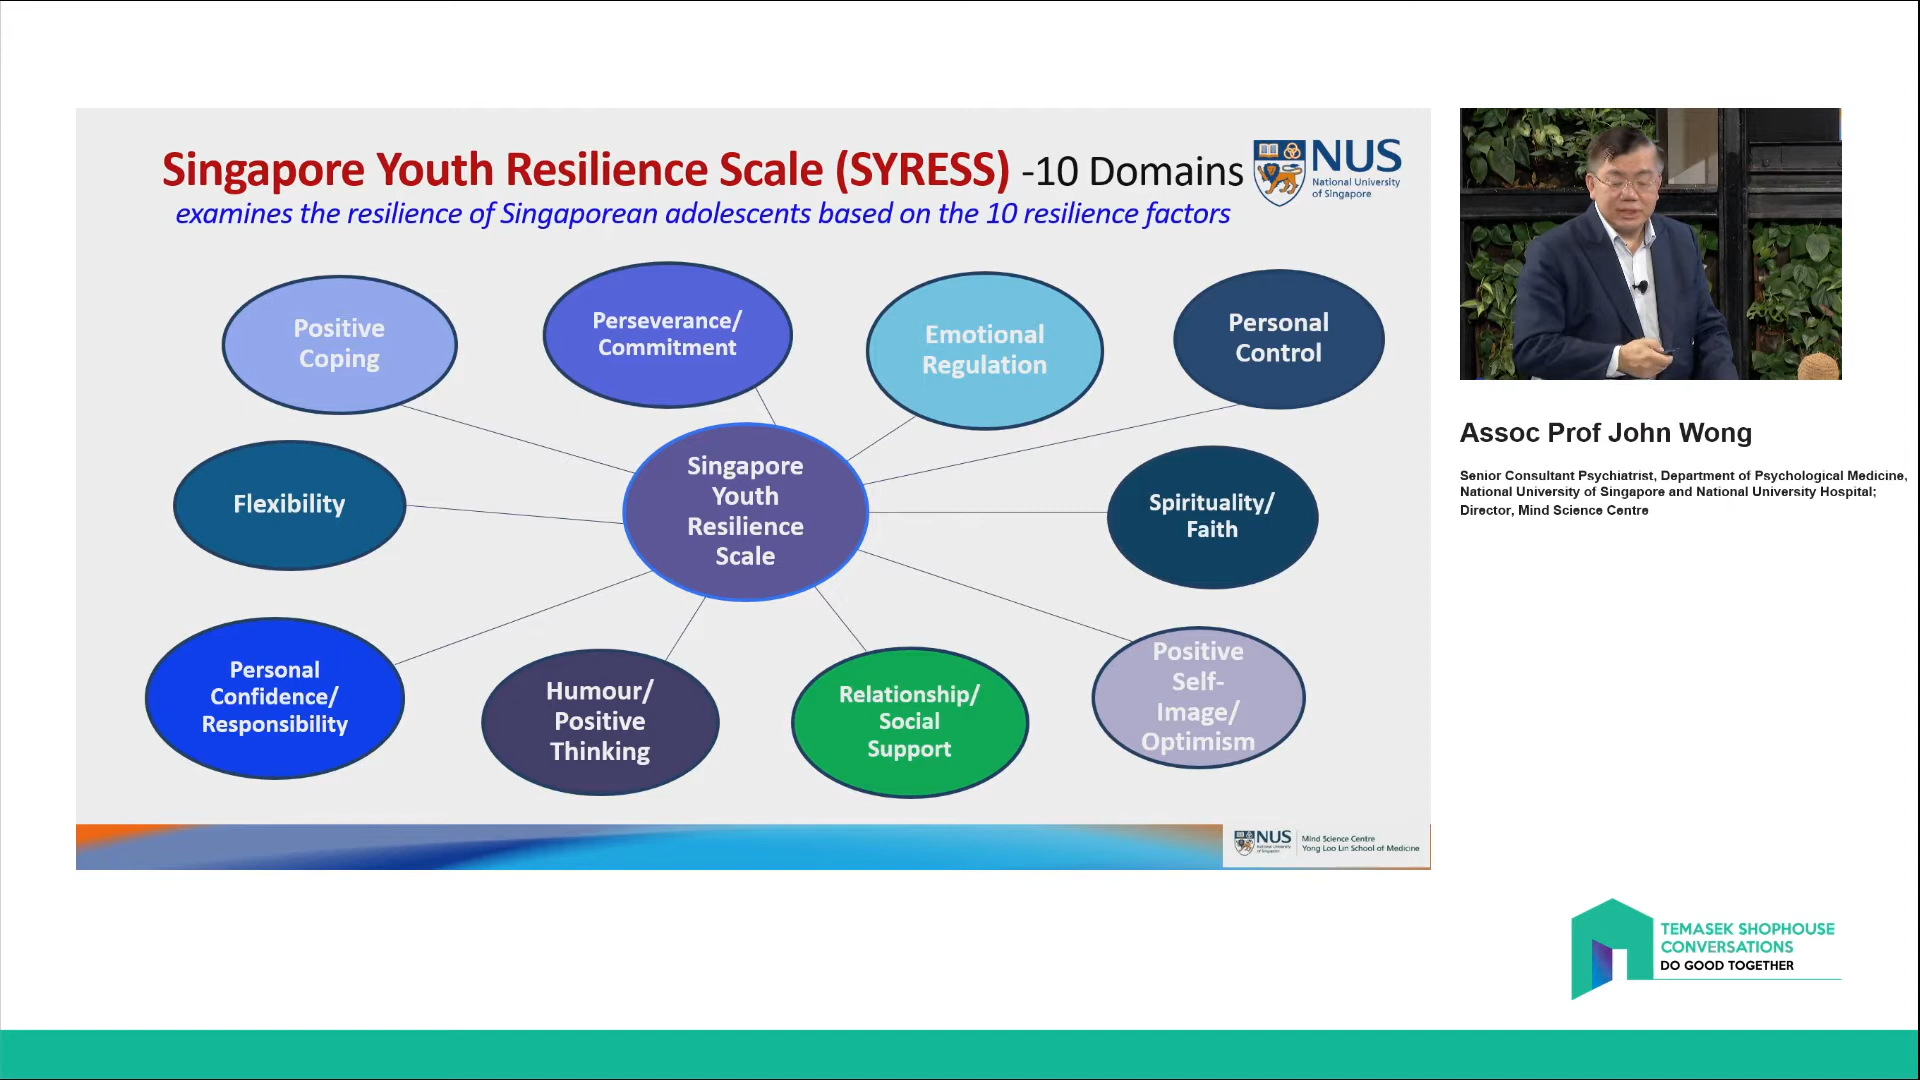 Singapore Youth Resilience Scale (SYRESS) -10 Domains
examines the resilience of Singaporean adolescents based on the 10 resilience factors
NUS
National University
of Singapore
Positive
Coping
Perseverance/
Commitment
Emotional
Regulation
Personal
Control
Flexibility
Singapore
Youth
Resilience
Scale
Spirituality/
Faith
Personal
Confidence/
Responsibility
Humour/
Positive
Thinking
Relationship/
Social
Support
Positive
Self-
Image/
Optimism
NUS
National University
of Singapore
Mind Science Centre
Yong Loo Lin School of Medicine
Assoc Prof John Wong
Senior Consultant Psychiatrist, Department of Psychological Medicine,
National University of Singapore and National University Hospital;
Director, Mind Science Centre
TEMASEK SHOPHOUSE
CONVERSATIONS
DO GOOD TOGETHER